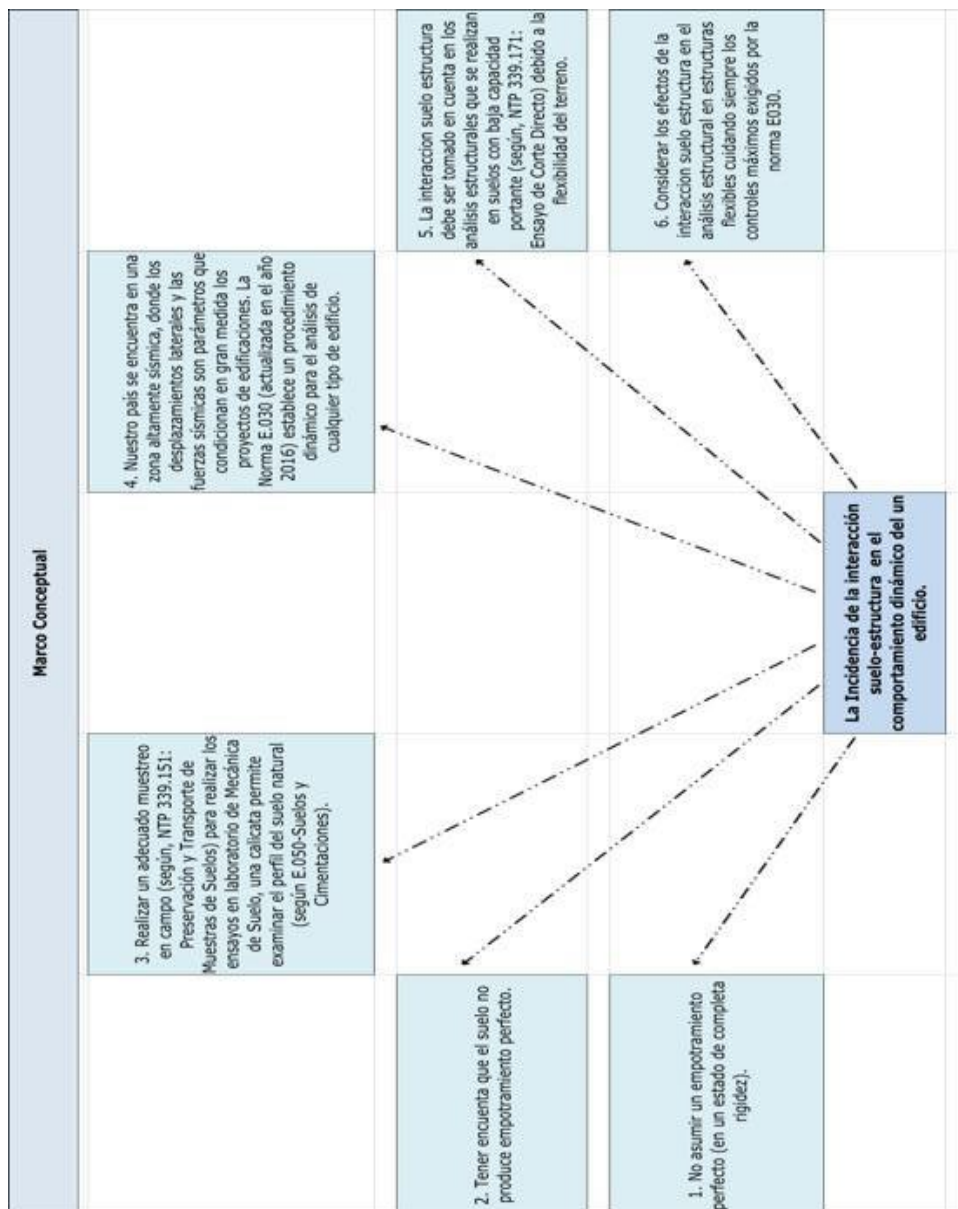 Marco Conceptual
1. No asumir un empotramiento
perfecto (en un estado de completa
rigidez).
2. Tener encuenta que el suelo no
produce empotramiento perfecto.
3. Realizar un adecuado muestreo
en campo (según, NTP 339.151:
Preservación y Transporte de
Muestras de Suelos) para realizar los
ensayos en laboratorio de Mecánica
de Suelo, una calicata permite
examinar el perfil del suelo natural
(según E.050-Suelos y
Cimentaciones).
4. Nuestro país se encuentra en una
zona altamente sísmica, donde los
desplazamientos laterales y las
fuerzas sísmicas son parámetros que
condicionan en gran medida los
proyectos de edificaciones. La
Norma E.030 (actualizada en el año
2016) establece un procedimiento
dinámico para el análisis de
cualquier tipo de edificio.
5. La interaccion suelo estructura
debe ser tomado en cuenta en los
análisis estructurales que se realizan
en suelos con baja capacidad
portante (según, NTP 339.171:
Ensayo de Corte Directo) debido a la
flexibilidad del terreno.
6. Considerar los efectos de la
interaccion suelo estructura en el
análisis estructural en estructuras
flexibles cuidando siempre los
controles máximos exigidos por la
norma E030.
La Incidencia de la interacción
suelo-estructura en el
comportamiento dinámico del un
edificio.